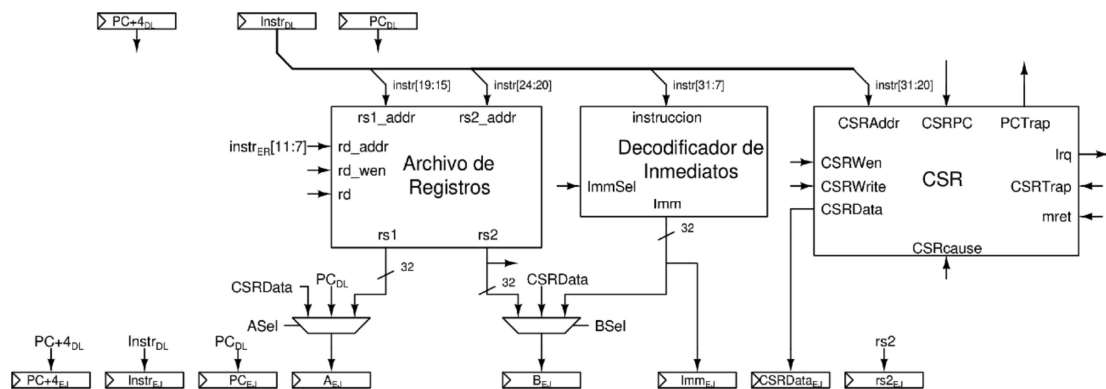 PC+4DL
InstrDL
PCDL
instr[19:15]
instr[24:20]
instr[31:7]
instr[31:20]
rs1_addr
rs2_addr
instruccion
CSRAddr
CSRPC
PCTrap
instrER[11:7]
rd_addr
rd_wen
rd
Archivo de
Registros
Decodificador de
Inmediatos
ImmSel
Imm
CSRWen
CSRWrite
CSRData
CSR
Irq
CSRTrap
mret
CSRcause
rs1
rs2
32
32
32
CSRData
PCDL
CSRData
ASel
BSel
PC+4DL
InstrDL
PCDL
rs2
PC+4EJ
InstrEJ
PCEJ
AEJ
BEJ
ImmEJ
CSRDataEJ
rs2EJ